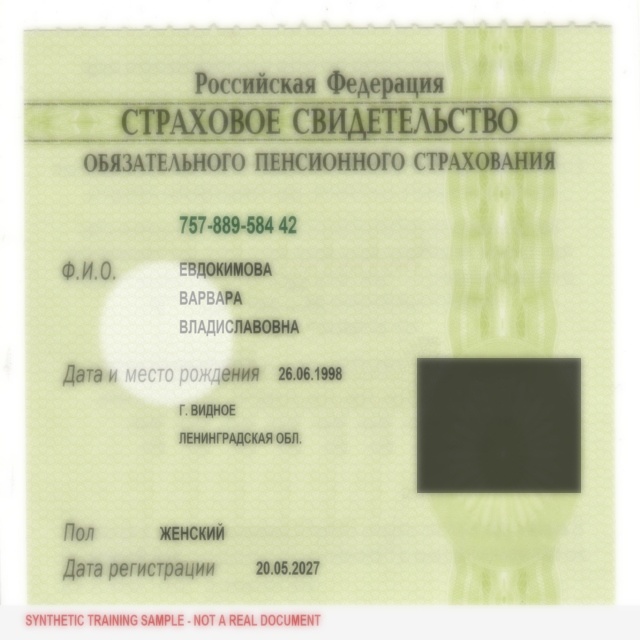 Российская Федерация
СТРАХОВОЕ СВИДЕТЕЛЬСТВО
ОБЯЗАТЕЛЬНОГО ПЕНСИОННОГО СТРАХОВАНИЯ
757-889-584 42
Ф.И.О. ЕВДОКИМОВА
ВАРВАРА
ВЛАДИСЛАВОВНА
Дата и место рождения 26.06.1998
Г. ВИДНОЕ
ЛЕНИНГРАДСКАЯ ОБЛ.
Пол ЖЕНСКИЙ
Дата регистрации 20.05.2027
SYNTHETIC TRAINING SAMPLE - NOT A REAL DOCUMENT